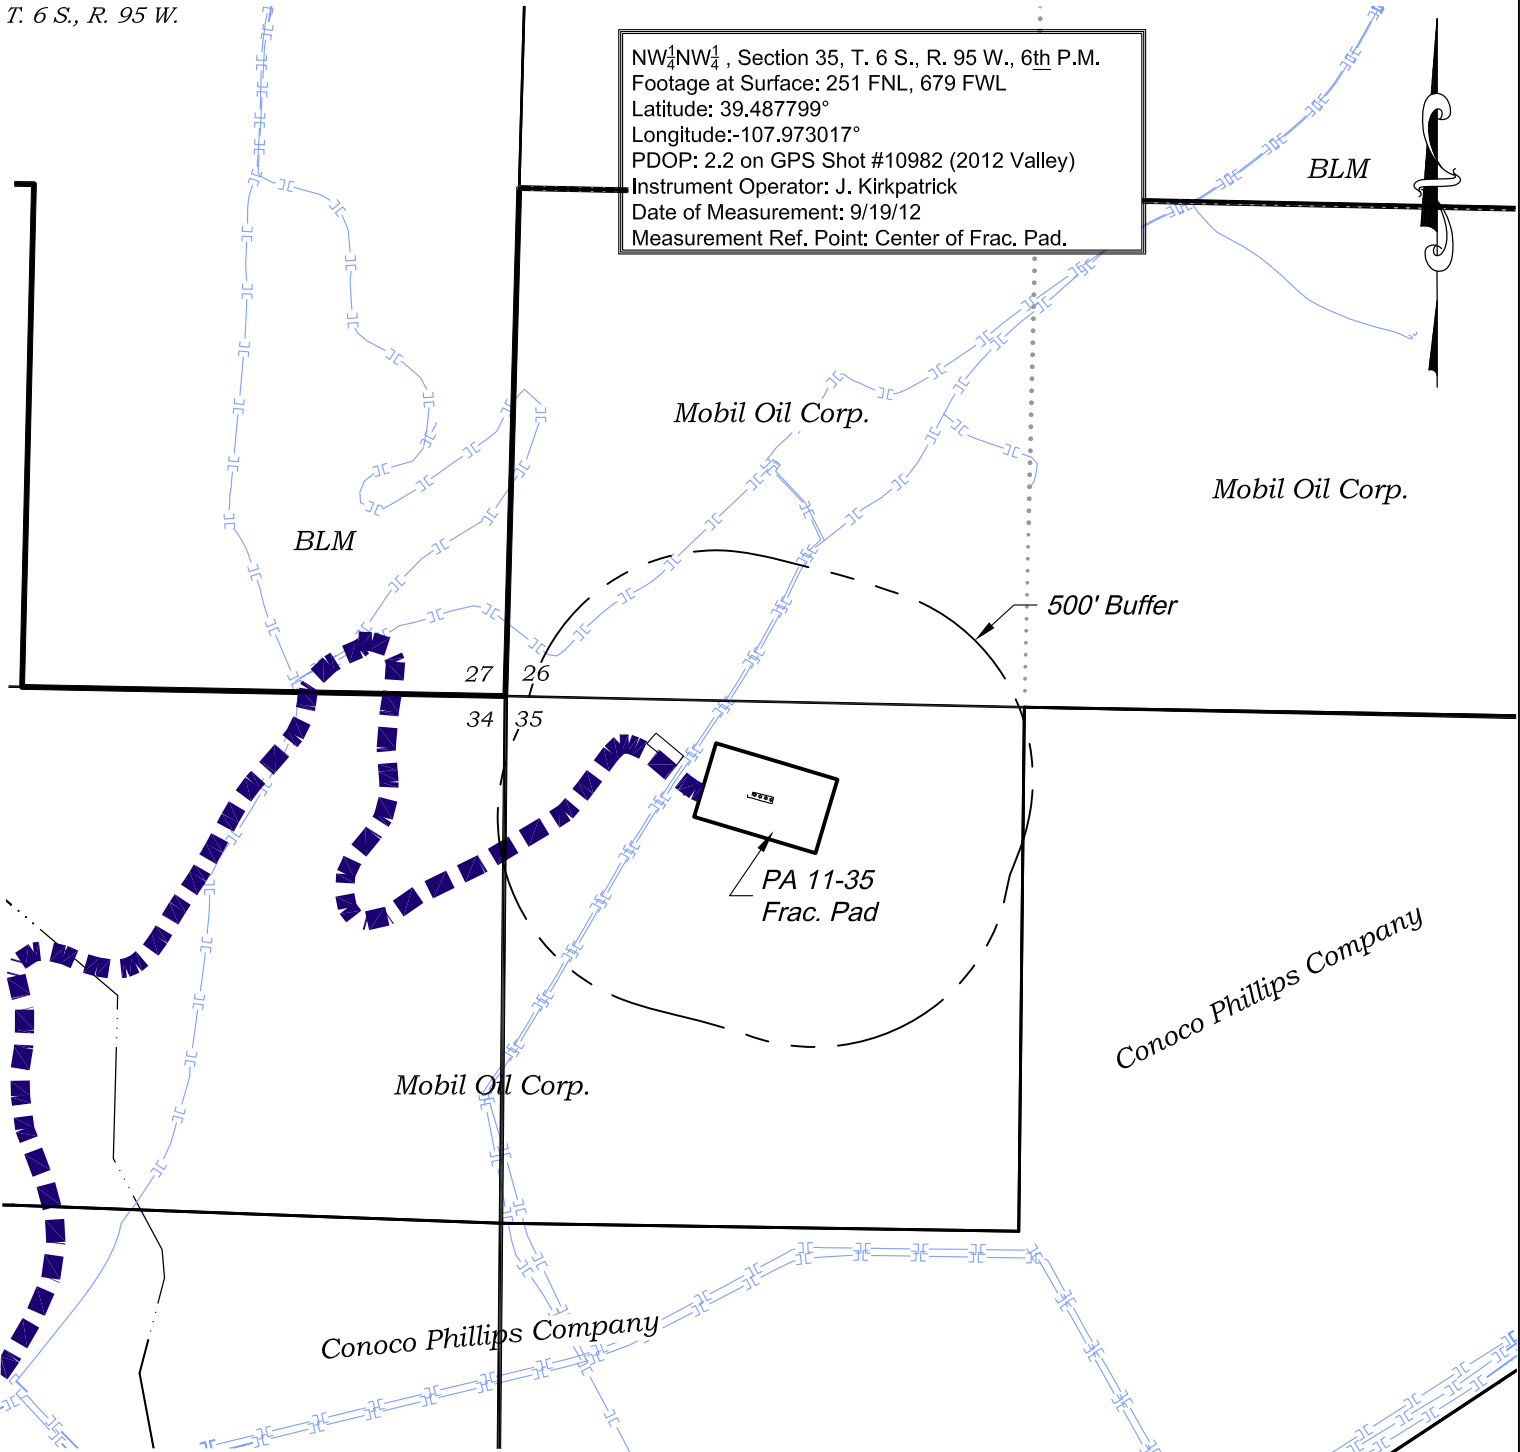 T. 6 S., R. 95 W.
NW¼NW¼ , Section 35, T. 6 S., R. 95 W., 6th P.M.
Footage at Surface: 251 FNL, 679 FWL
Latitude: 39.487799°
Longitude:-107.973017°
PDOP: 2.2 on GPS Shot #10982 (2012 Valley)
Instrument Operator: J. Kirkpatrick
Date of Measurement: 9/19/12
Measurement Ref. Point: Center of Frac. Pad.
BLM
Mobil Oil Corp.
Mobil Oil Corp.
BLM
500' Buffer
27 26
34 35
PA 11-35
Frac. Pad
Conoco Phillips Company
Mobil Oil Corp.
Conoco Phillips Company